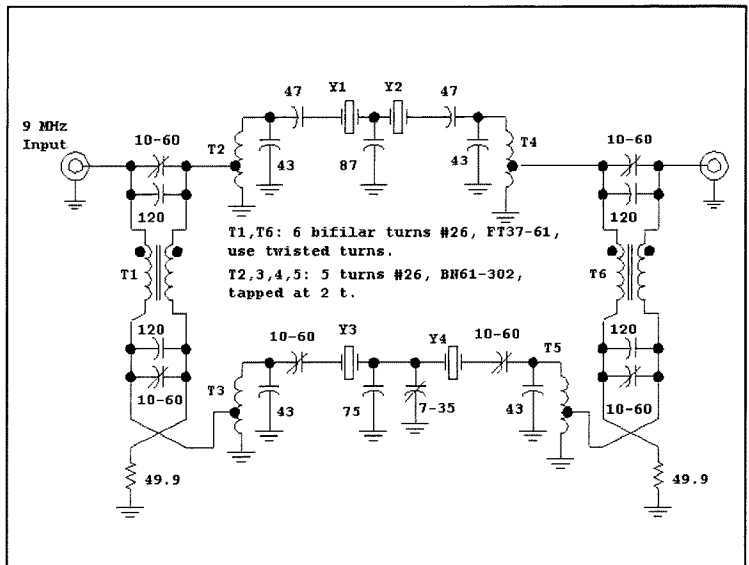 47 Y1 Y2 47
9 MHz
Input
10-60 T2 T4 10-60
43 87 43
120 120
T1,T6: 6 bifilar turns #26, FT37-61,
use twisted turns.
T1 T6
T2,3,4,5: 5 turns #26, BN61-302,
tapped at 2 t.
120 10-60 Y3 Y4 10-60 T5 120
T3
10-60 43 75 7-35 43 10-60
49.9 49.9